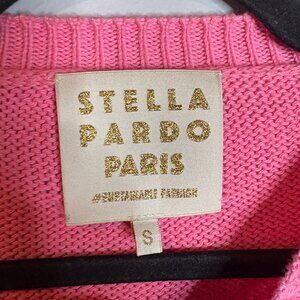 STELLA
PARDO
PARIS
#SUSTAINABLE FASHION
S